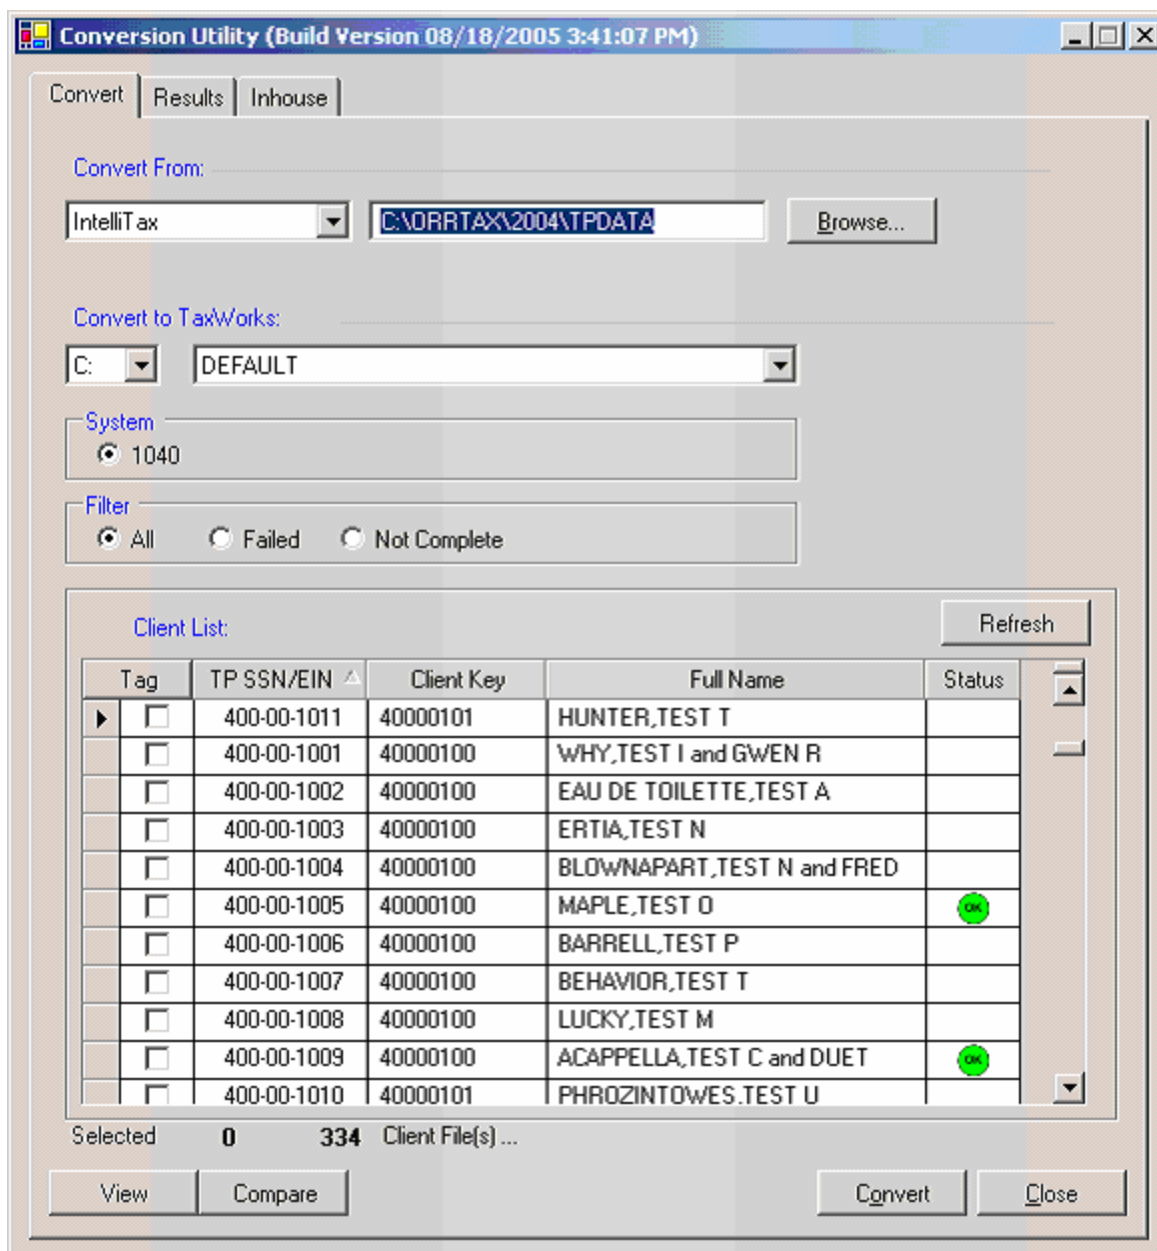 Conversion Utility (Build Version 08/18/2005 3:41:07 PM)
Convert Results Inhouse
Convert From:
IntelliTax C:\ORRTAX\2004\TPDATA Browse...
Convert to TaxWorks:
C: DEFAULT
System
1040
Filter
All Failed Not Complete
Refresh
Client List:
Tag TP SSN/EIN Client Key Full Name Status
400-00-1011 40000101 HUNTER,TEST T
400-00-1001 40000100 WHY,TEST I and GWEN R
400-00-1002 40000100 EAU DE TOILETTE,TEST A
400-00-1003 40000100 ERTIA,TEST N
400-00-1004 40000100 BLOWNAPART,TEST N and FRED
400-00-1005 40000100 MAPLE,TEST O OK
400-00-1006 40000100 BARRELL,TEST P
400-00-1007 40000100 BEHAVIOR,TEST T
400-00-1008 40000100 LUCKY,TEST M
400-00-1009 40000100 ACAPPELLA,TEST C and DUET OK
400-00-1010 40000101 PHROZINTOWES,TEST U
Selected 0 334 Client File(s) ...
View Compare Convert Close